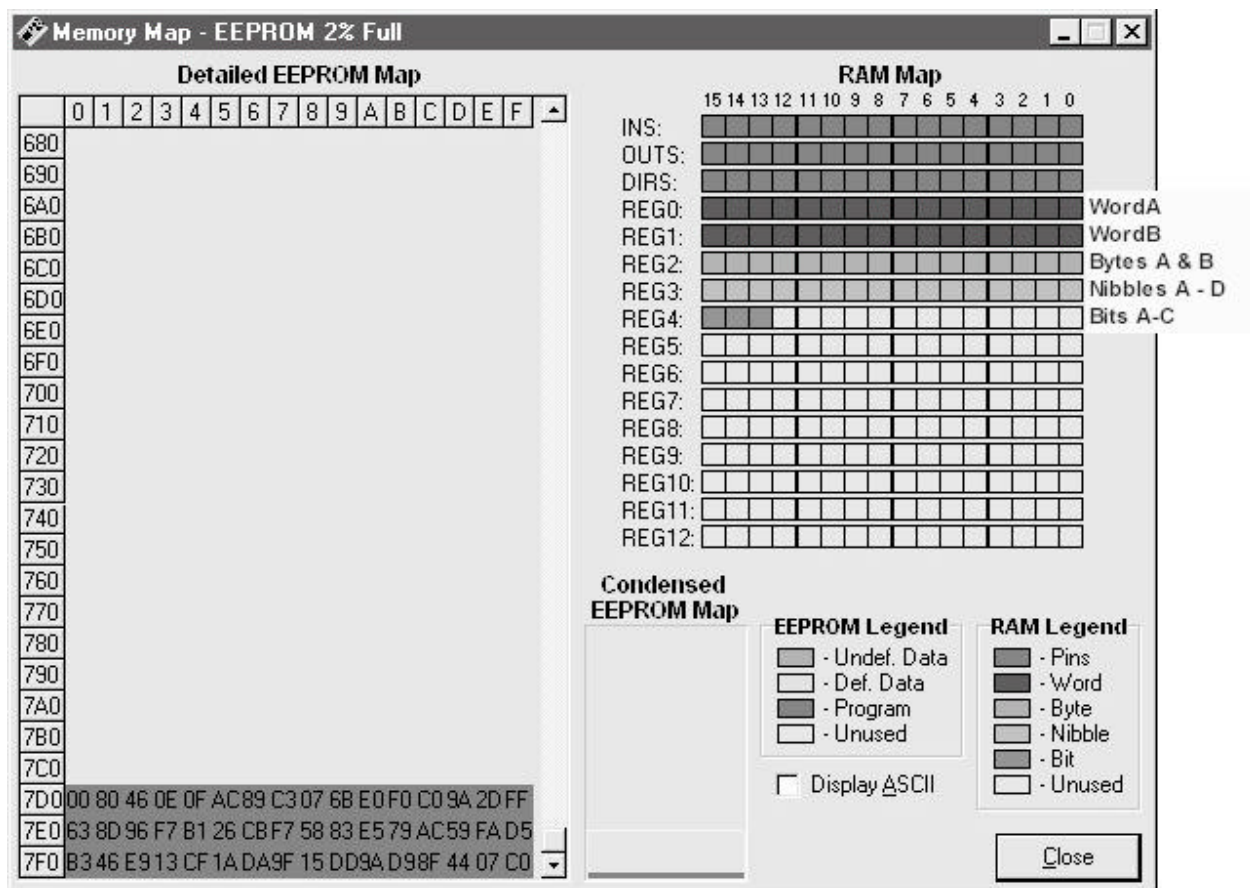 Memory Map - EEPROM 2% Full
Detailed EEPROM Map
0 1 2 3 4 5 6 7 8 9 A B C D E F
680
690
6A0
6B0
6C0
6D0
6E0
6F0
700
710
720
730
740
750
760
770
780
790
7A0
7B0
7C0
7D0 00 80 46 0E 0F AC 89 C3 07 6B E0 F0 C0 9A 2D FF
7E0 63 8D 96 F7 B1 26 CB F7 58 83 E5 79 AC 59 FA D5
7F0 B3 46 E9 13 CF 1A DA 9F 15 DD 9A D9 8F 44 07 C0
RAM Map
15 14 13 12 11 10 9 8 7 6 5 4 3 2 1 0
INS:
OUTS:
DIRS:
REG0: WordA
REG1: WordB
REG2: Bytes A & B
REG3: Nibbles A - D
REG4: Bits A-C
REG5:
REG6:
REG7:
REG8:
REG9:
REG10:
REG11:
REG12:
Condensed
EEPROM Map
EEPROM Legend
- Undef. Data
- Def. Data
- Program
- Unused
Display ASCII
RAM Legend
- Pins
- Word
- Byte
- Nibble
- Bit
- Unused
Close